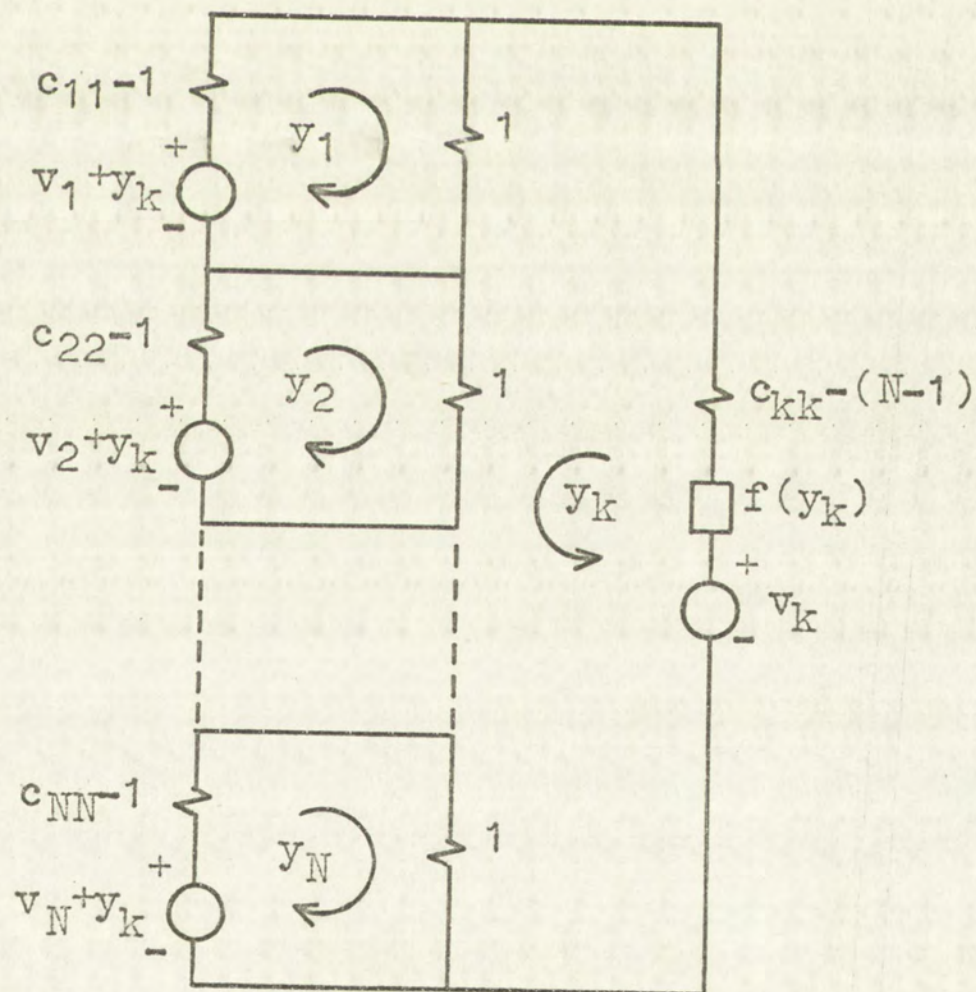 c11-1
y1
1
+
v1+yk
-
c22-1
y2
1
ckk-(N-1)
+
v2+yk
-
yk
f(yk)
+
vk
-
cNN-1
yN
1
+
vN+yk
-